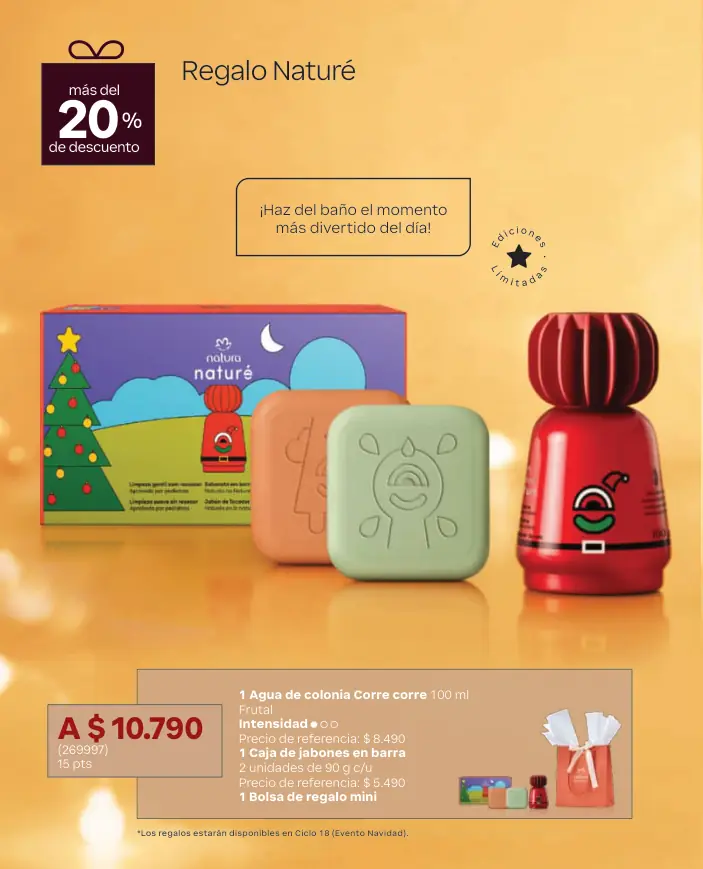 más del
20%
de descuento
Regalo Naturé
¡Haz del baño el momento
más divertido del día!
Ediciones
Limitadas
natura
naturé
1 Agua de colonia Corre corre 100 ml
Frutal
Intensidad
Precio de referencia: $ 8.490
1 Caja de jabones en barra
2 unidades de 90 g c/u
Precio de referencia: $ 5.490
1 Bolsa de regalo mini
A $ 10.790
(269997)
15 pts
*Los regalos estarán disponibles en Ciclo 18 (Evento Navidad).